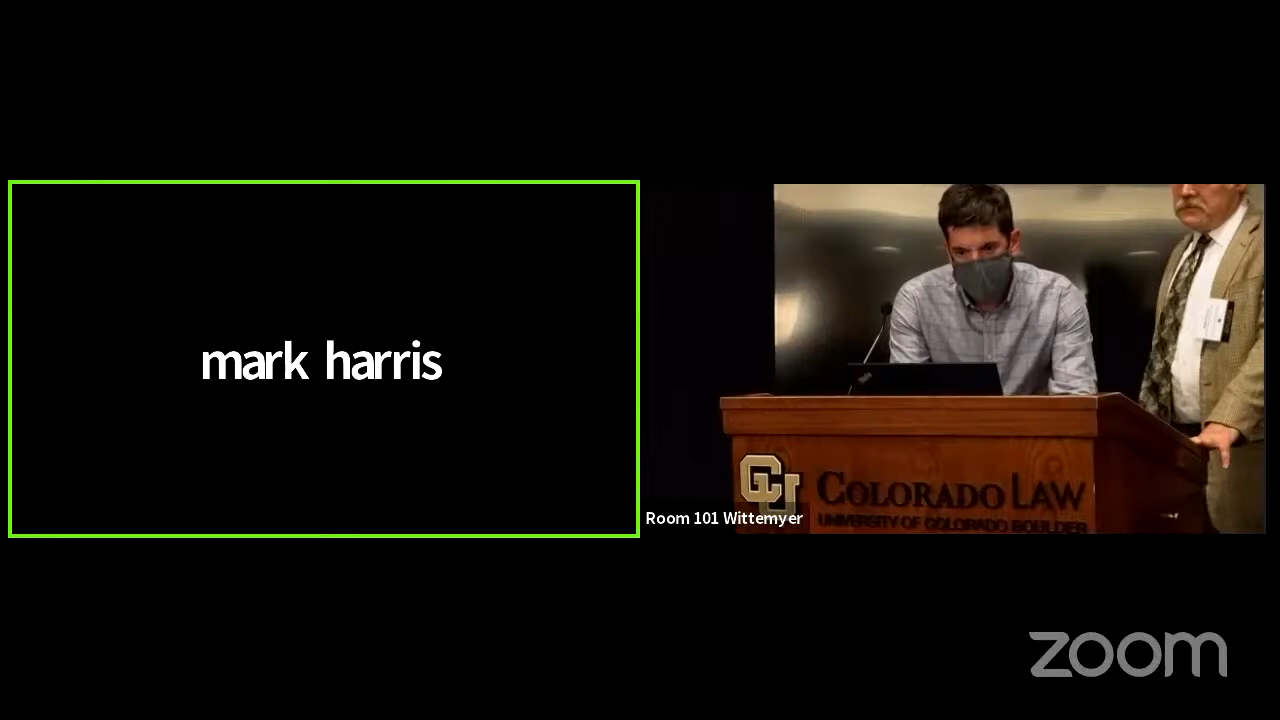 mark harris
CU
COLORADO LAW
UNIVERSITY OF COLORADO BOULDER
Room 101 Wittemyer
zoom